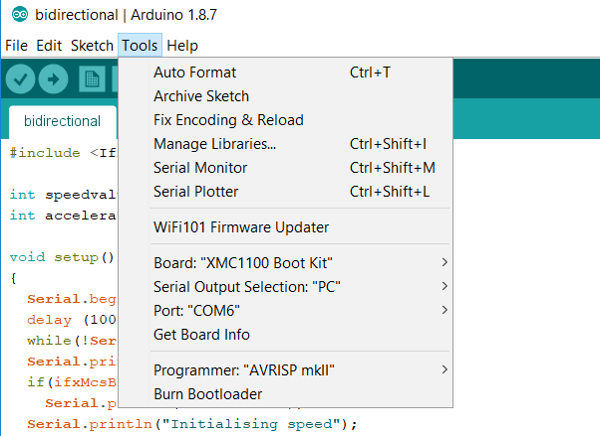 bidirectional | Arduino 1.8.7
File Edit Sketch Tools Help
Auto Format Ctrl+T
Archive Sketch
Fix Encoding & Reload
Manage Libraries... Ctrl+Shift+I
Serial Monitor Ctrl+Shift+M
Serial Plotter Ctrl+Shift+L
WiFi101 Firmware Updater
Board: "XMC1100 Boot Kit"
Serial Output Selection: "PC"
Port: "COM6"
Get Board Info
Programmer: "AVRISP mkII"
Burn Bootloader
bidirectional
#include <If
int speedval
int accelera
void setup()
{
Serial.beg
delay (100
while(!Ser
Serial.pri
if(ifxMcsB
Serial.p
Serial.println("Initialising speed");